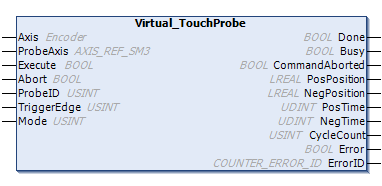 Virtual_TouchProbe
Axis Encoder BOOL Done
ProbeAxis AXIS_REF_SM3 BOOL Busy
Execute BOOL BOOL CommandAborted
Abort BOOL LREAL PosPosition
ProbeID USINT LREAL NegPosition
TriggerEdge USINT UDINT PosTime
Mode USINT UDINT NegTime
USINT CycleCount
BOOL Error
COUNTER_ERROR_ID ErrorID